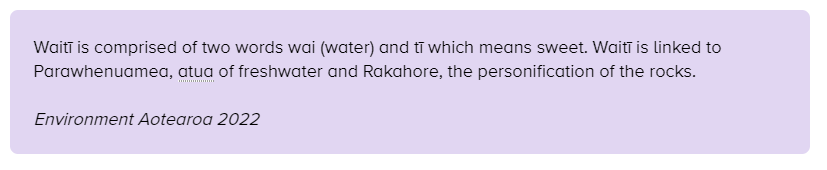 Waitī is comprised of two words wai (water) and tī which means sweet. Waitī is linked to
Parawhenuamea, atua of freshwater and Rakahore, the personification of the rocks.
Environment Aotearoa 2022